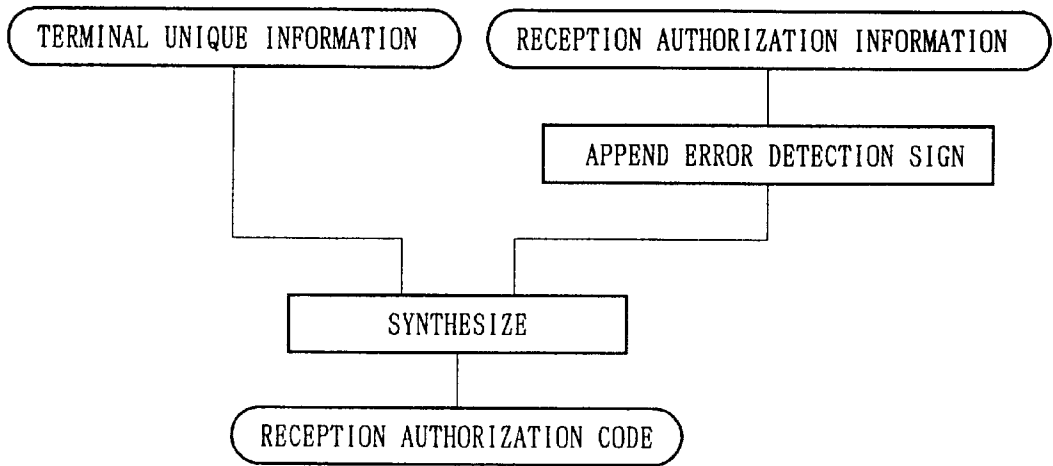 TERMINAL UNIQUE INFORMATION
RECEPTION AUTHORIZATION INFORMATION
APPEND ERROR DETECTION SIGN
SYNTHESIZE
RECEPTION AUTHORIZATION CODE